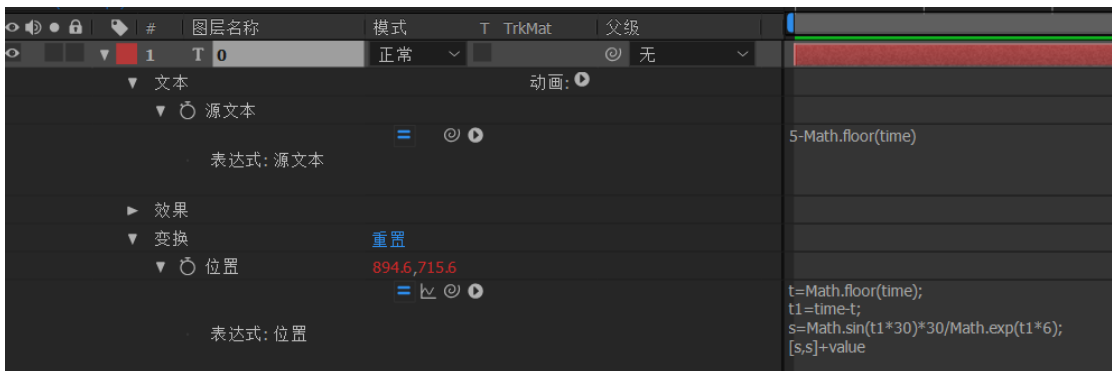 # 图层名称 模式 T TrkMat 父级
1 T 0 正常 无
文本 动画:
源文本
5-Math.floor(time)
表达式: 源文本
效果
变换 重置
位置 894.6,715.6
t=Math.floor(time);
t1=time-t;
s=Math.sin(t1*30)*30/Math.exp(t1*6);
表达式: 位置
[s,s]+value